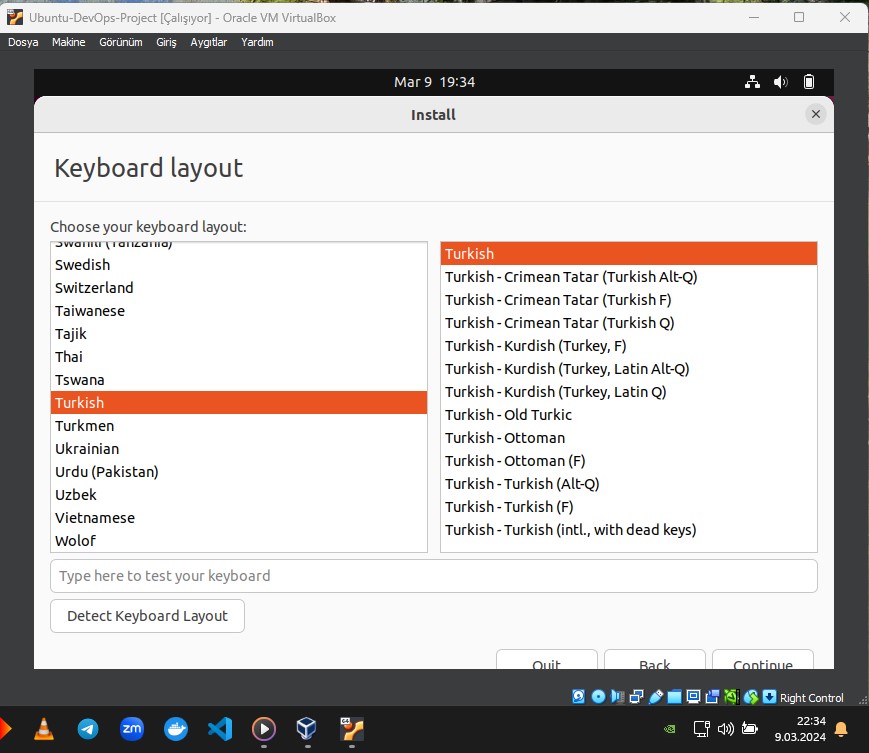 Ubuntu-DevOps-Project [Çalışıyor] - Oracle VM VirtualBox
Dosya Makine Görünüm Giriş Aygıtlar Yardım
Mar 9 19:34
Install
Keyboard layout
Choose your keyboard layout:
Swahili (Tanzania)
Swedish
Switzerland
Taiwanese
Tajik
Thai
Tswana
Turkish
Turkmen
Ukrainian
Urdu (Pakistan)
Uzbek
Vietnamese
Wolof
Turkish
Turkish - Crimean Tatar (Turkish Alt-Q)
Turkish - Crimean Tatar (Turkish F)
Turkish - Crimean Tatar (Turkish Q)
Turkish - Kurdish (Turkey, F)
Turkish - Kurdish (Turkey, Latin Alt-Q)
Turkish - Kurdish (Turkey, Latin Q)
Turkish - Old Turkic
Turkish - Ottoman
Turkish - Ottoman (F)
Turkish - Turkish (Alt-Q)
Turkish - Turkish (F)
Turkish - Turkish (intl., with dead keys)
Type here to test your keyboard
Detect Keyboard Layout
Quit Back Continue
Right Control
zm
64
22:34
9.03.2024